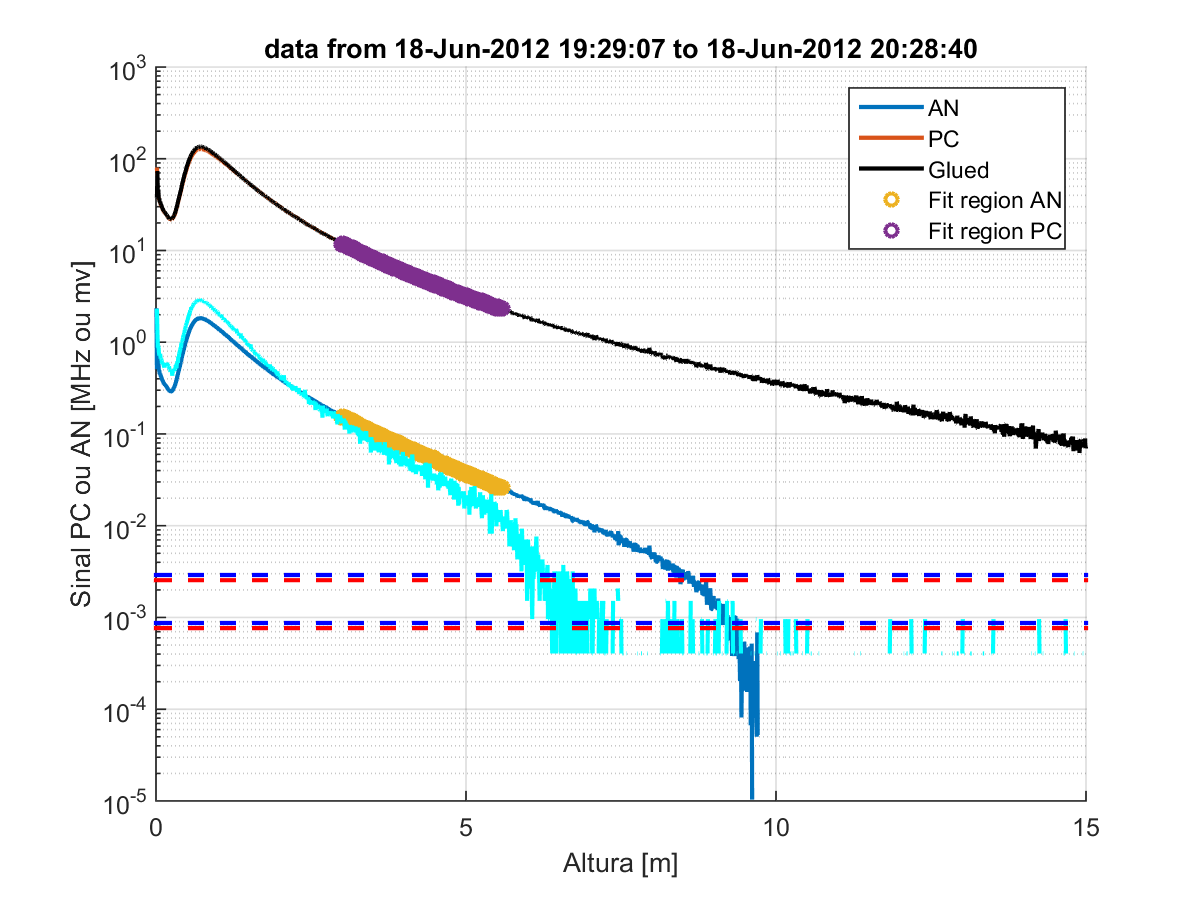 data from 18-Jun-2012 19:29:07 to 18-Jun-2012 20:28:40
10^3
10^2
10^1
10^0
10^-1
10^-2
10^-3
10^-4
10^-5
Sinal PC ou AN [MHz ou mv]
AN
PC
Glued
Fit region AN
Fit region PC
0 5 10 15
Altura [m]